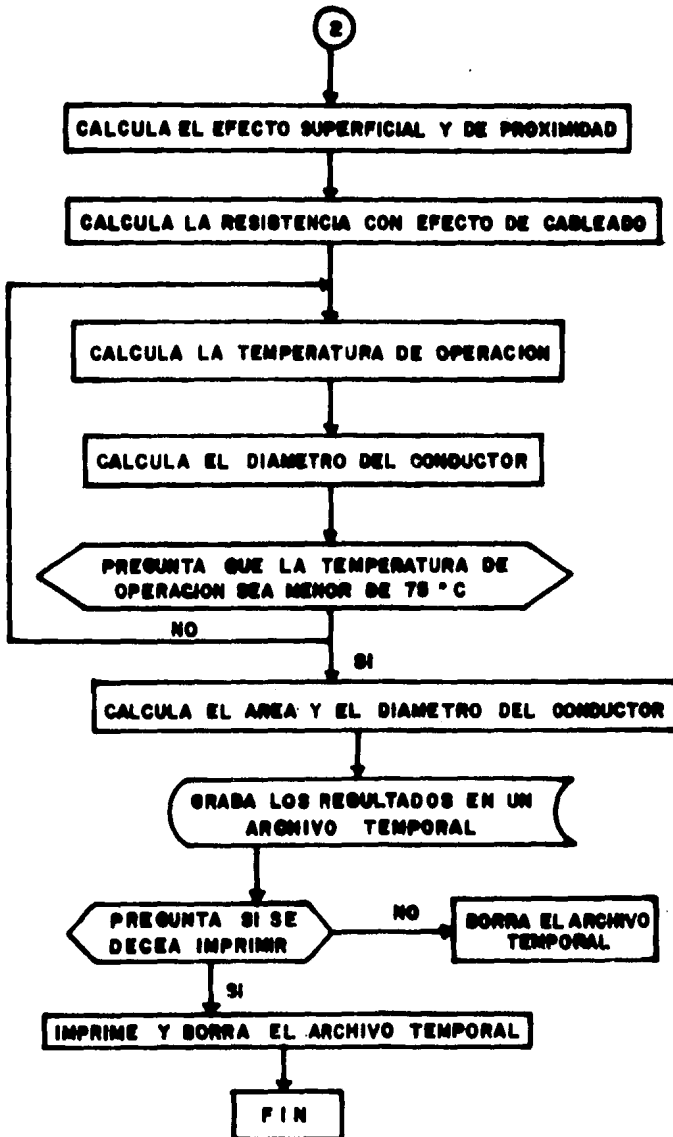 2
CALCULA EL EFECTO SUPERFICIAL Y DE PROXIMIDAD
CALCULA LA RESISTENCIA CON EFECTO DE CABLEADO
CALCULA LA TEMPERATURA DE OPERACION
CALCULA EL DIAMETRO DEL CONDUCTOR
PREGUNTA QUE LA TEMPERATURA DE
OPERACION SEA MENOR DE 75 ° C
NO
SI
CALCULA EL AREA Y EL DIAMETRO DEL CONDUCTOR
GRABA LOS RESULTADOS EN UN
ARCHIVO TEMPORAL
PREGUNTA SI SE
DECEA IMPRIMIR
NO
BORRA EL ARCHIVO
TEMPORAL
SI
IMPRIME Y BORRA EL ARCHIVO TEMPORAL
FIN